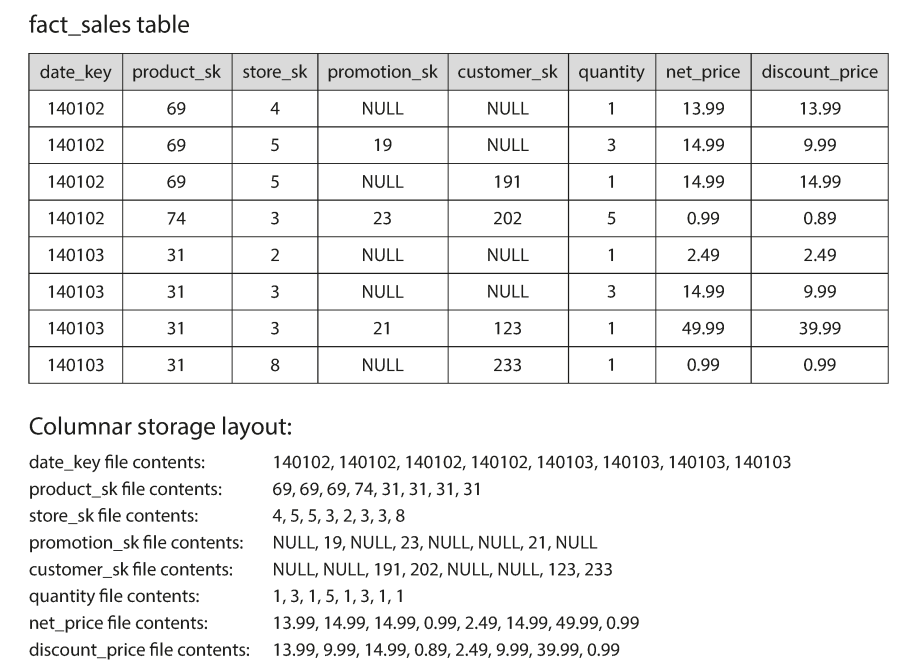 fact_sales table
date_key product_sk store_sk promotion_sk customer_sk quantity net_price discount_price
140102 69 4 NULL NULL 1 13.99 13.99
140102 69 5 19 NULL 3 14.99 9.99
140102 69 5 NULL 191 1 14.99 14.99
140102 74 3 23 202 5 0.99 0.89
140103 31 2 NULL NULL 1 2.49 2.49
140103 31 3 NULL NULL 3 14.99 9.99
140103 31 3 21 123 1 49.99 39.99
140103 31 8 NULL 233 1 0.99 0.99
Columnar storage layout:
date_key file contents: 140102, 140102, 140102, 140102, 140103, 140103, 140103, 140103
product_sk file contents: 69, 69, 69, 74, 31, 31, 31, 31
store_sk file contents: 4, 5, 5, 3, 2, 3, 3, 8
promotion_sk file contents: NULL, 19, NULL, 23, NULL, NULL, 21, NULL
customer_sk file contents: NULL, NULL, 191, 202, NULL, NULL, 123, 233
quantity file contents: 1, 3, 1, 5, 1, 3, 1, 1
net_price file contents: 13.99, 14.99, 14.99, 0.99, 2.49, 14.99, 49.99, 0.99
discount_price file contents: 13.99, 9.99, 14.99, 0.89, 2.49, 9.99, 39.99, 0.99